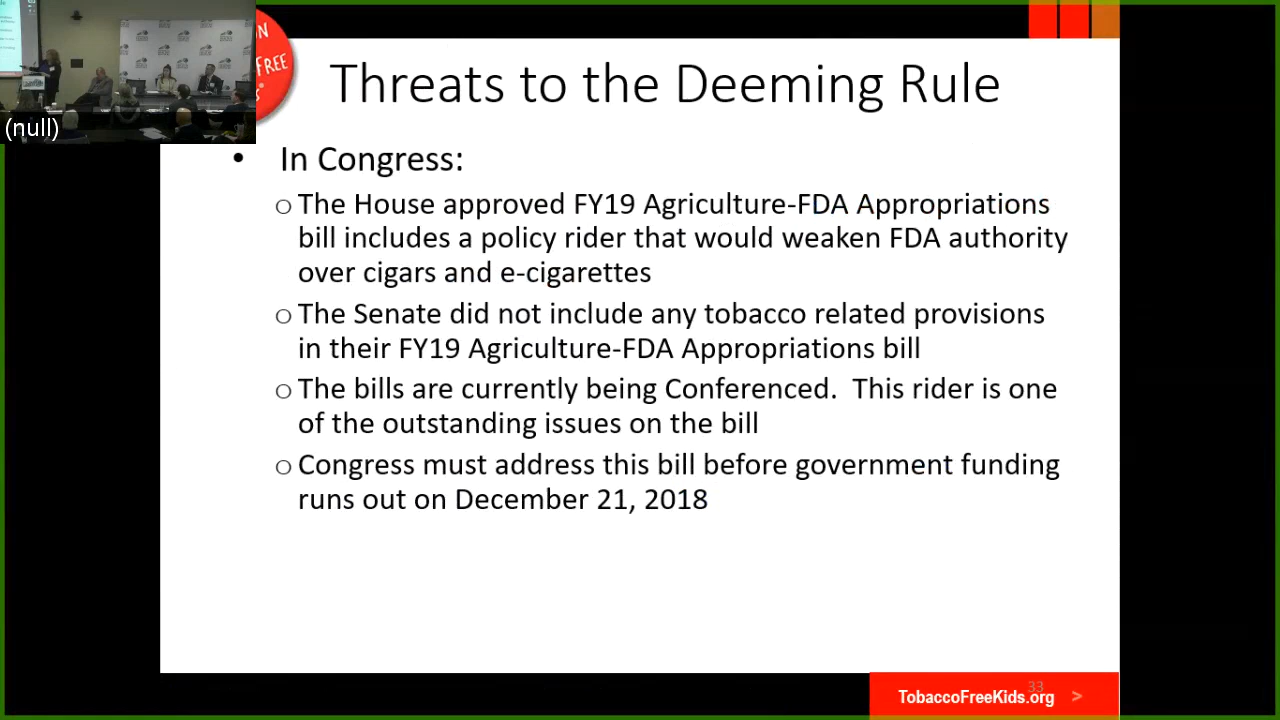 Threats to the Deeming Rule
(null)
• In Congress:
o The House approved FY19 Agriculture-FDA Appropriations
bill includes a policy rider that would weaken FDA authority
over cigars and e-cigarettes
o The Senate did not include any tobacco related provisions
in their FY19 Agriculture-FDA Appropriations bill
o The bills are currently being Conferenced.  This rider is one
of the outstanding issues on the bill
o Congress must address this bill before government funding
runs out on December 21, 2018
33
TobaccoFreeKids.org >